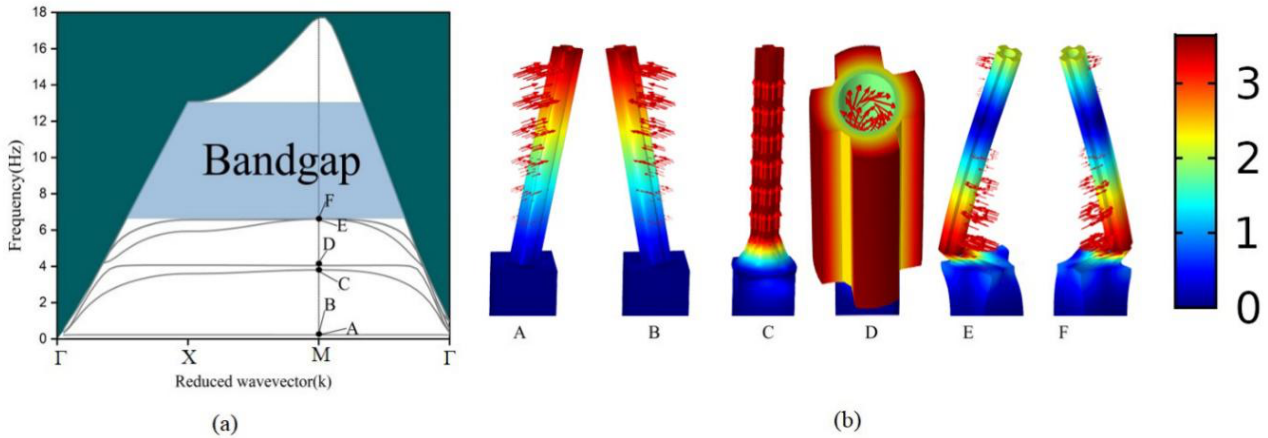 18
16
14
12
10
8
6
4
2
0
Frequency(Hz)
Bandgap
F
E
D
C
B
A
Γ X M Γ
Reduced wavevector(k)
(a)
A B C D E F
(b)
3
2
1
0